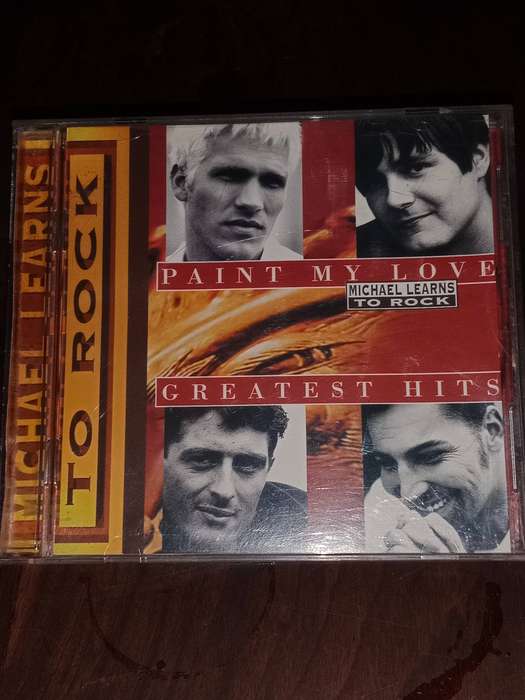 MICHAEL LEARNS
TO ROCK
PAINT MY LOVE
MICHAEL LEARNS
TO ROCK
GREATEST HITS